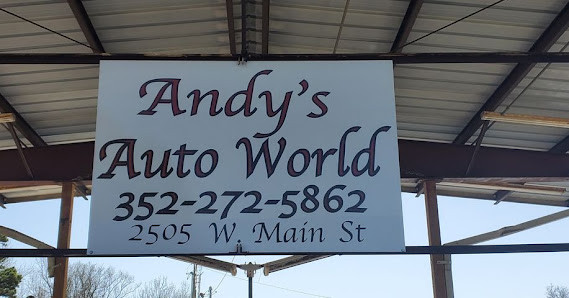 Andy's
Auto World
352-272-5862
2505 W. Main St